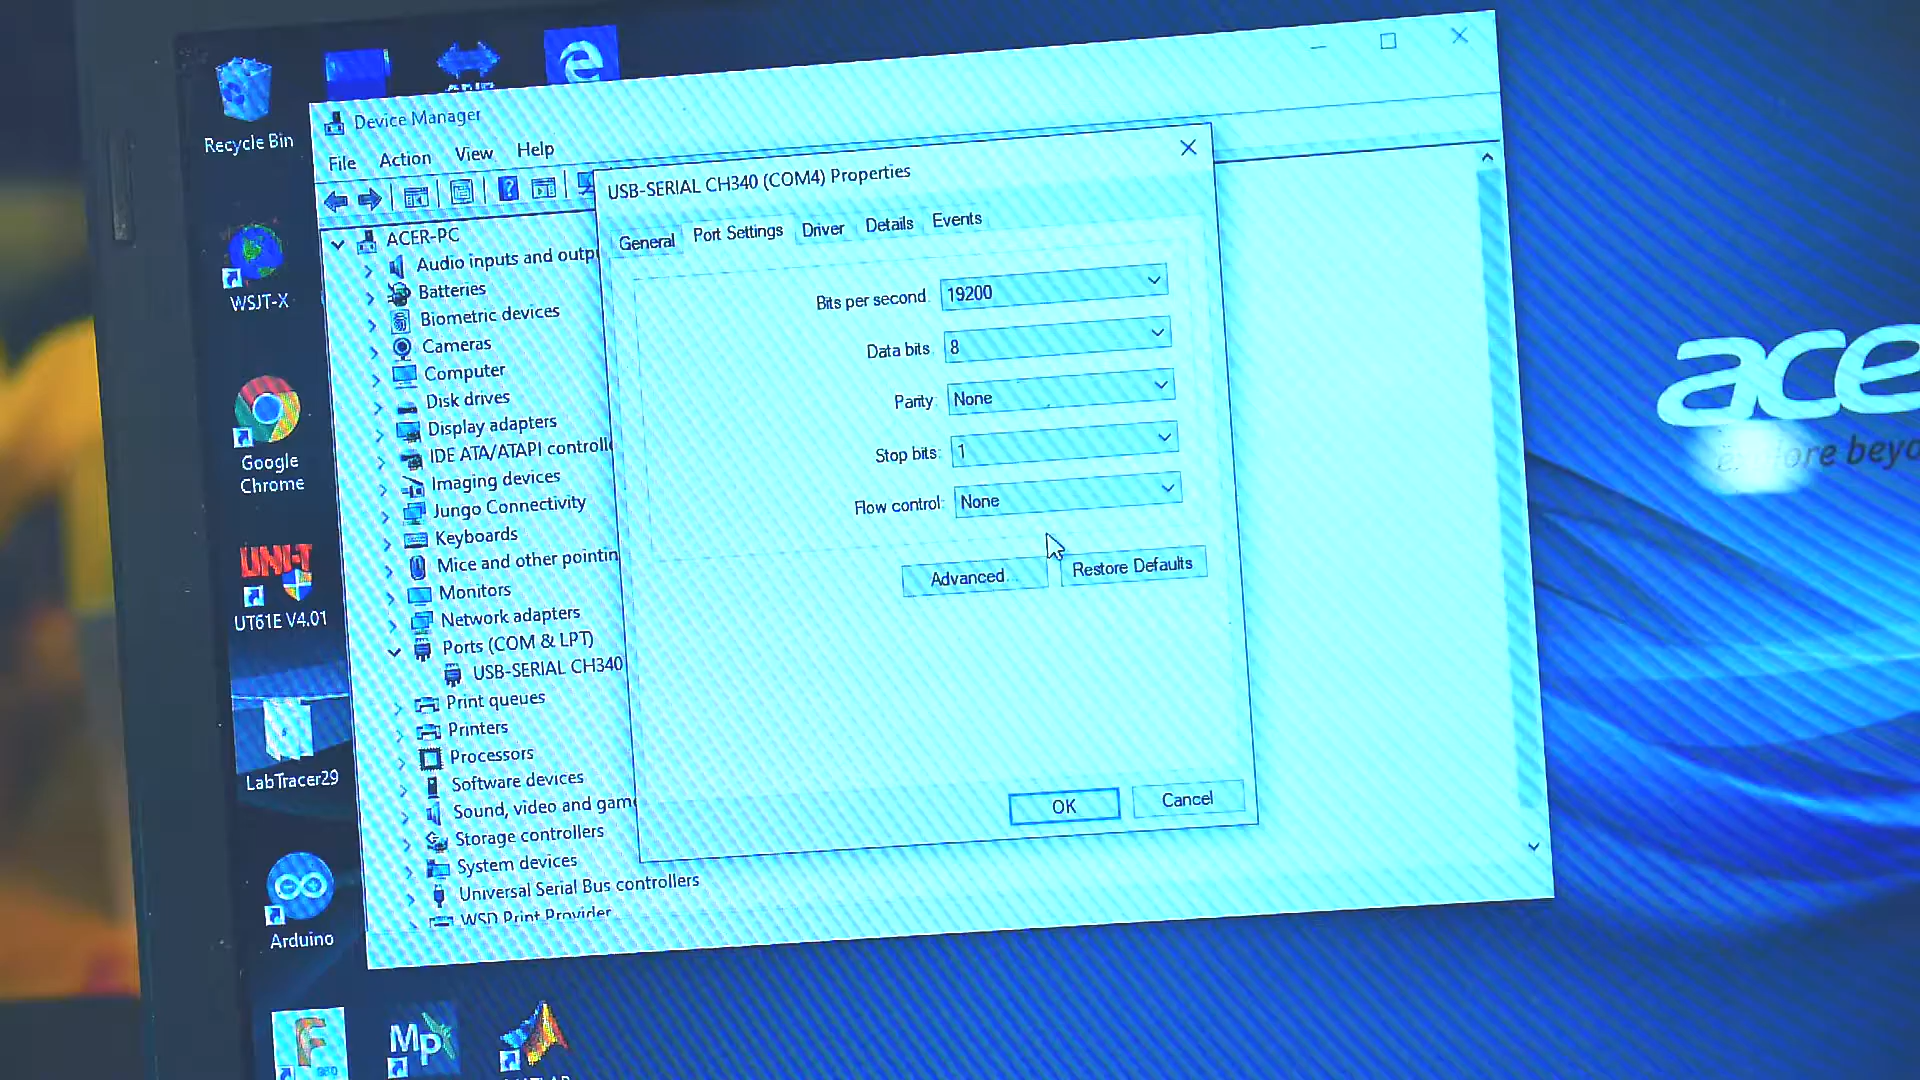 Recycle Bin
WSJT-X
Google
Chrome
UNI-T
UT61E V4.01
LabTracer29
Arduino
Mp
Device Manager
File Action View Help
ACER-PC
Audio inputs and outp
Batteries
Biometric devices
Cameras
Computer
Disk drives
Display adapters
IDE ATA/ATAPI controll
Imaging devices
Jungo Connectivity
Keyboards
Mice and other pointin
Monitors
Network adapters
Ports (COM & LPT)
USB-SERIAL CH340
Print queues
Printers
Processors
Software devices
Sound, video and gam
Storage controllers
System devices
Universal Serial Bus controllers
WSD Print Provider
USB-SERIAL CH340 (COM4) Properties
General Port Settings Driver Details Events
Bits per second: 19200
Data bits: 8
Parity: None
Stop bits: 1
Flow control: None
Advanced... Restore Defaults
OK Cancel
ace